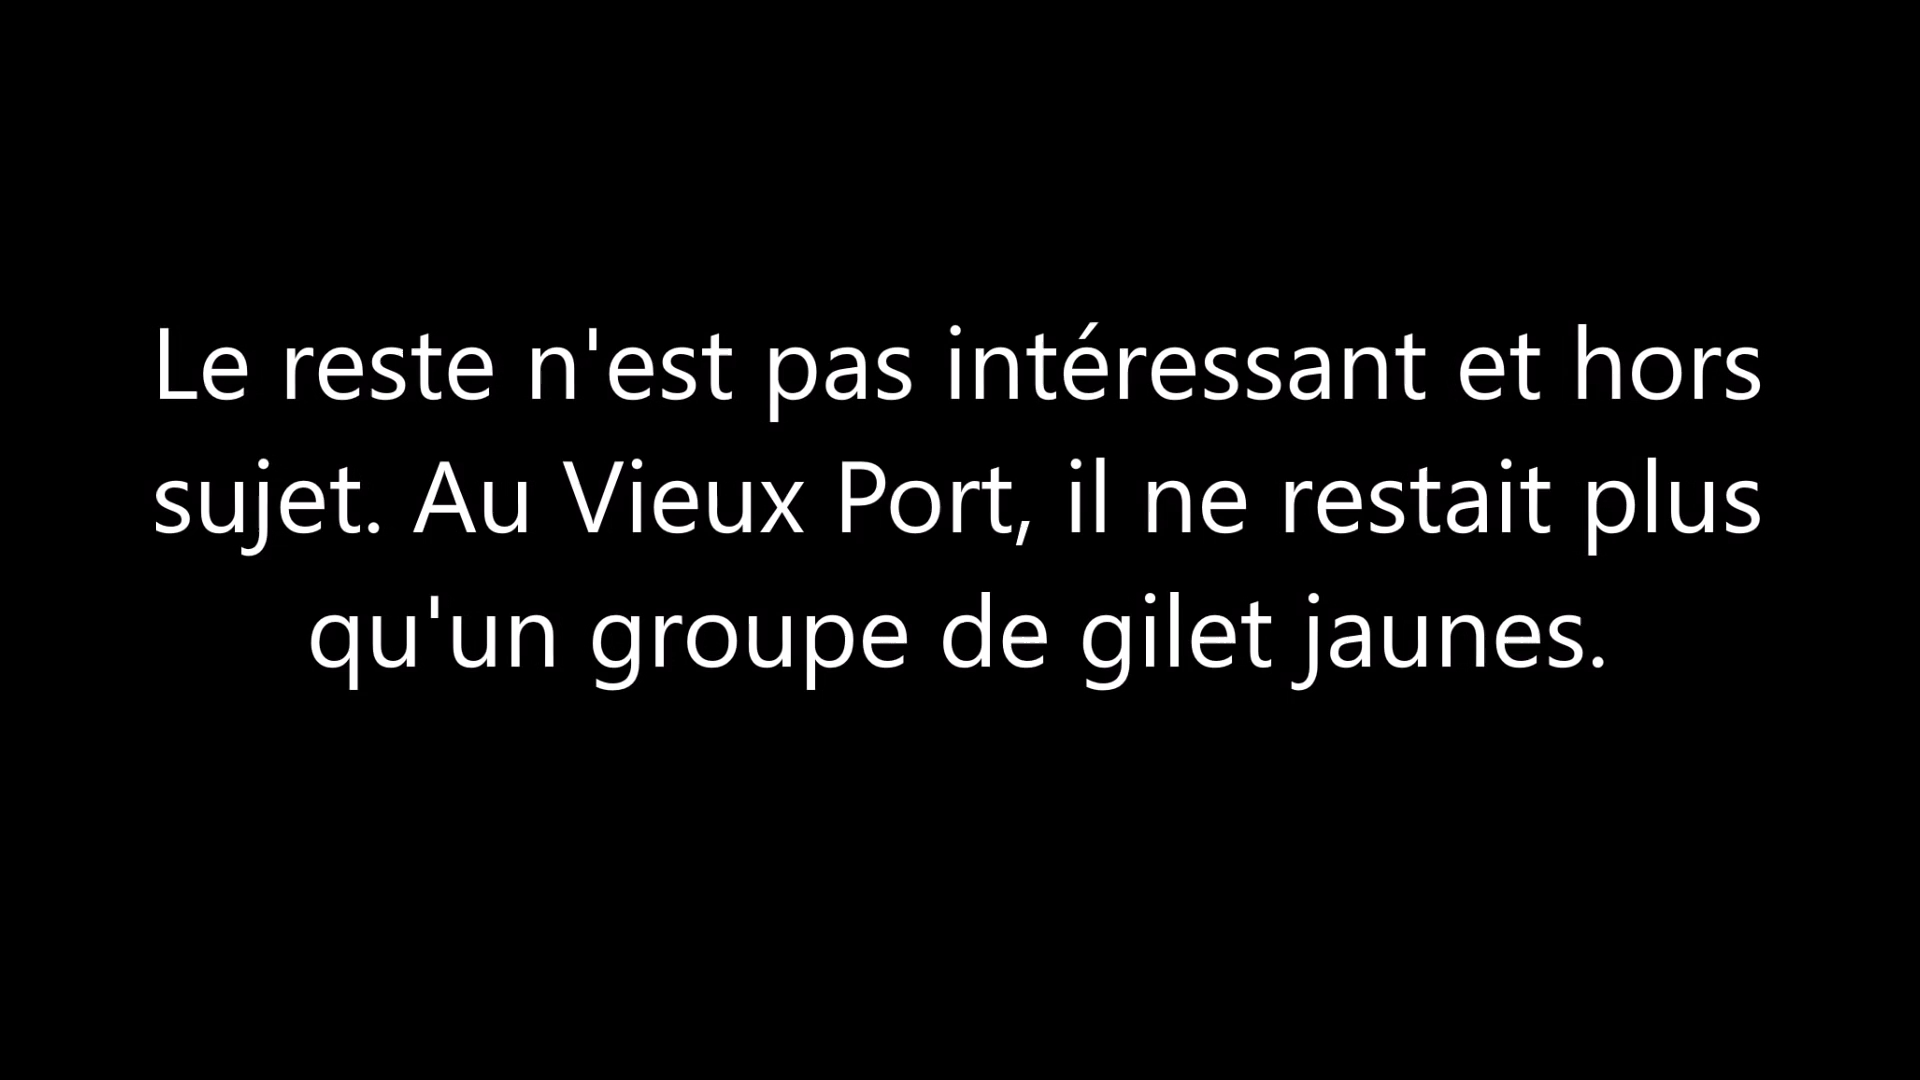 Le reste n'est pas intéressant et hors
sujet. Au Vieux Port, il ne restait plus
qu'un groupe de gilet jaunes.